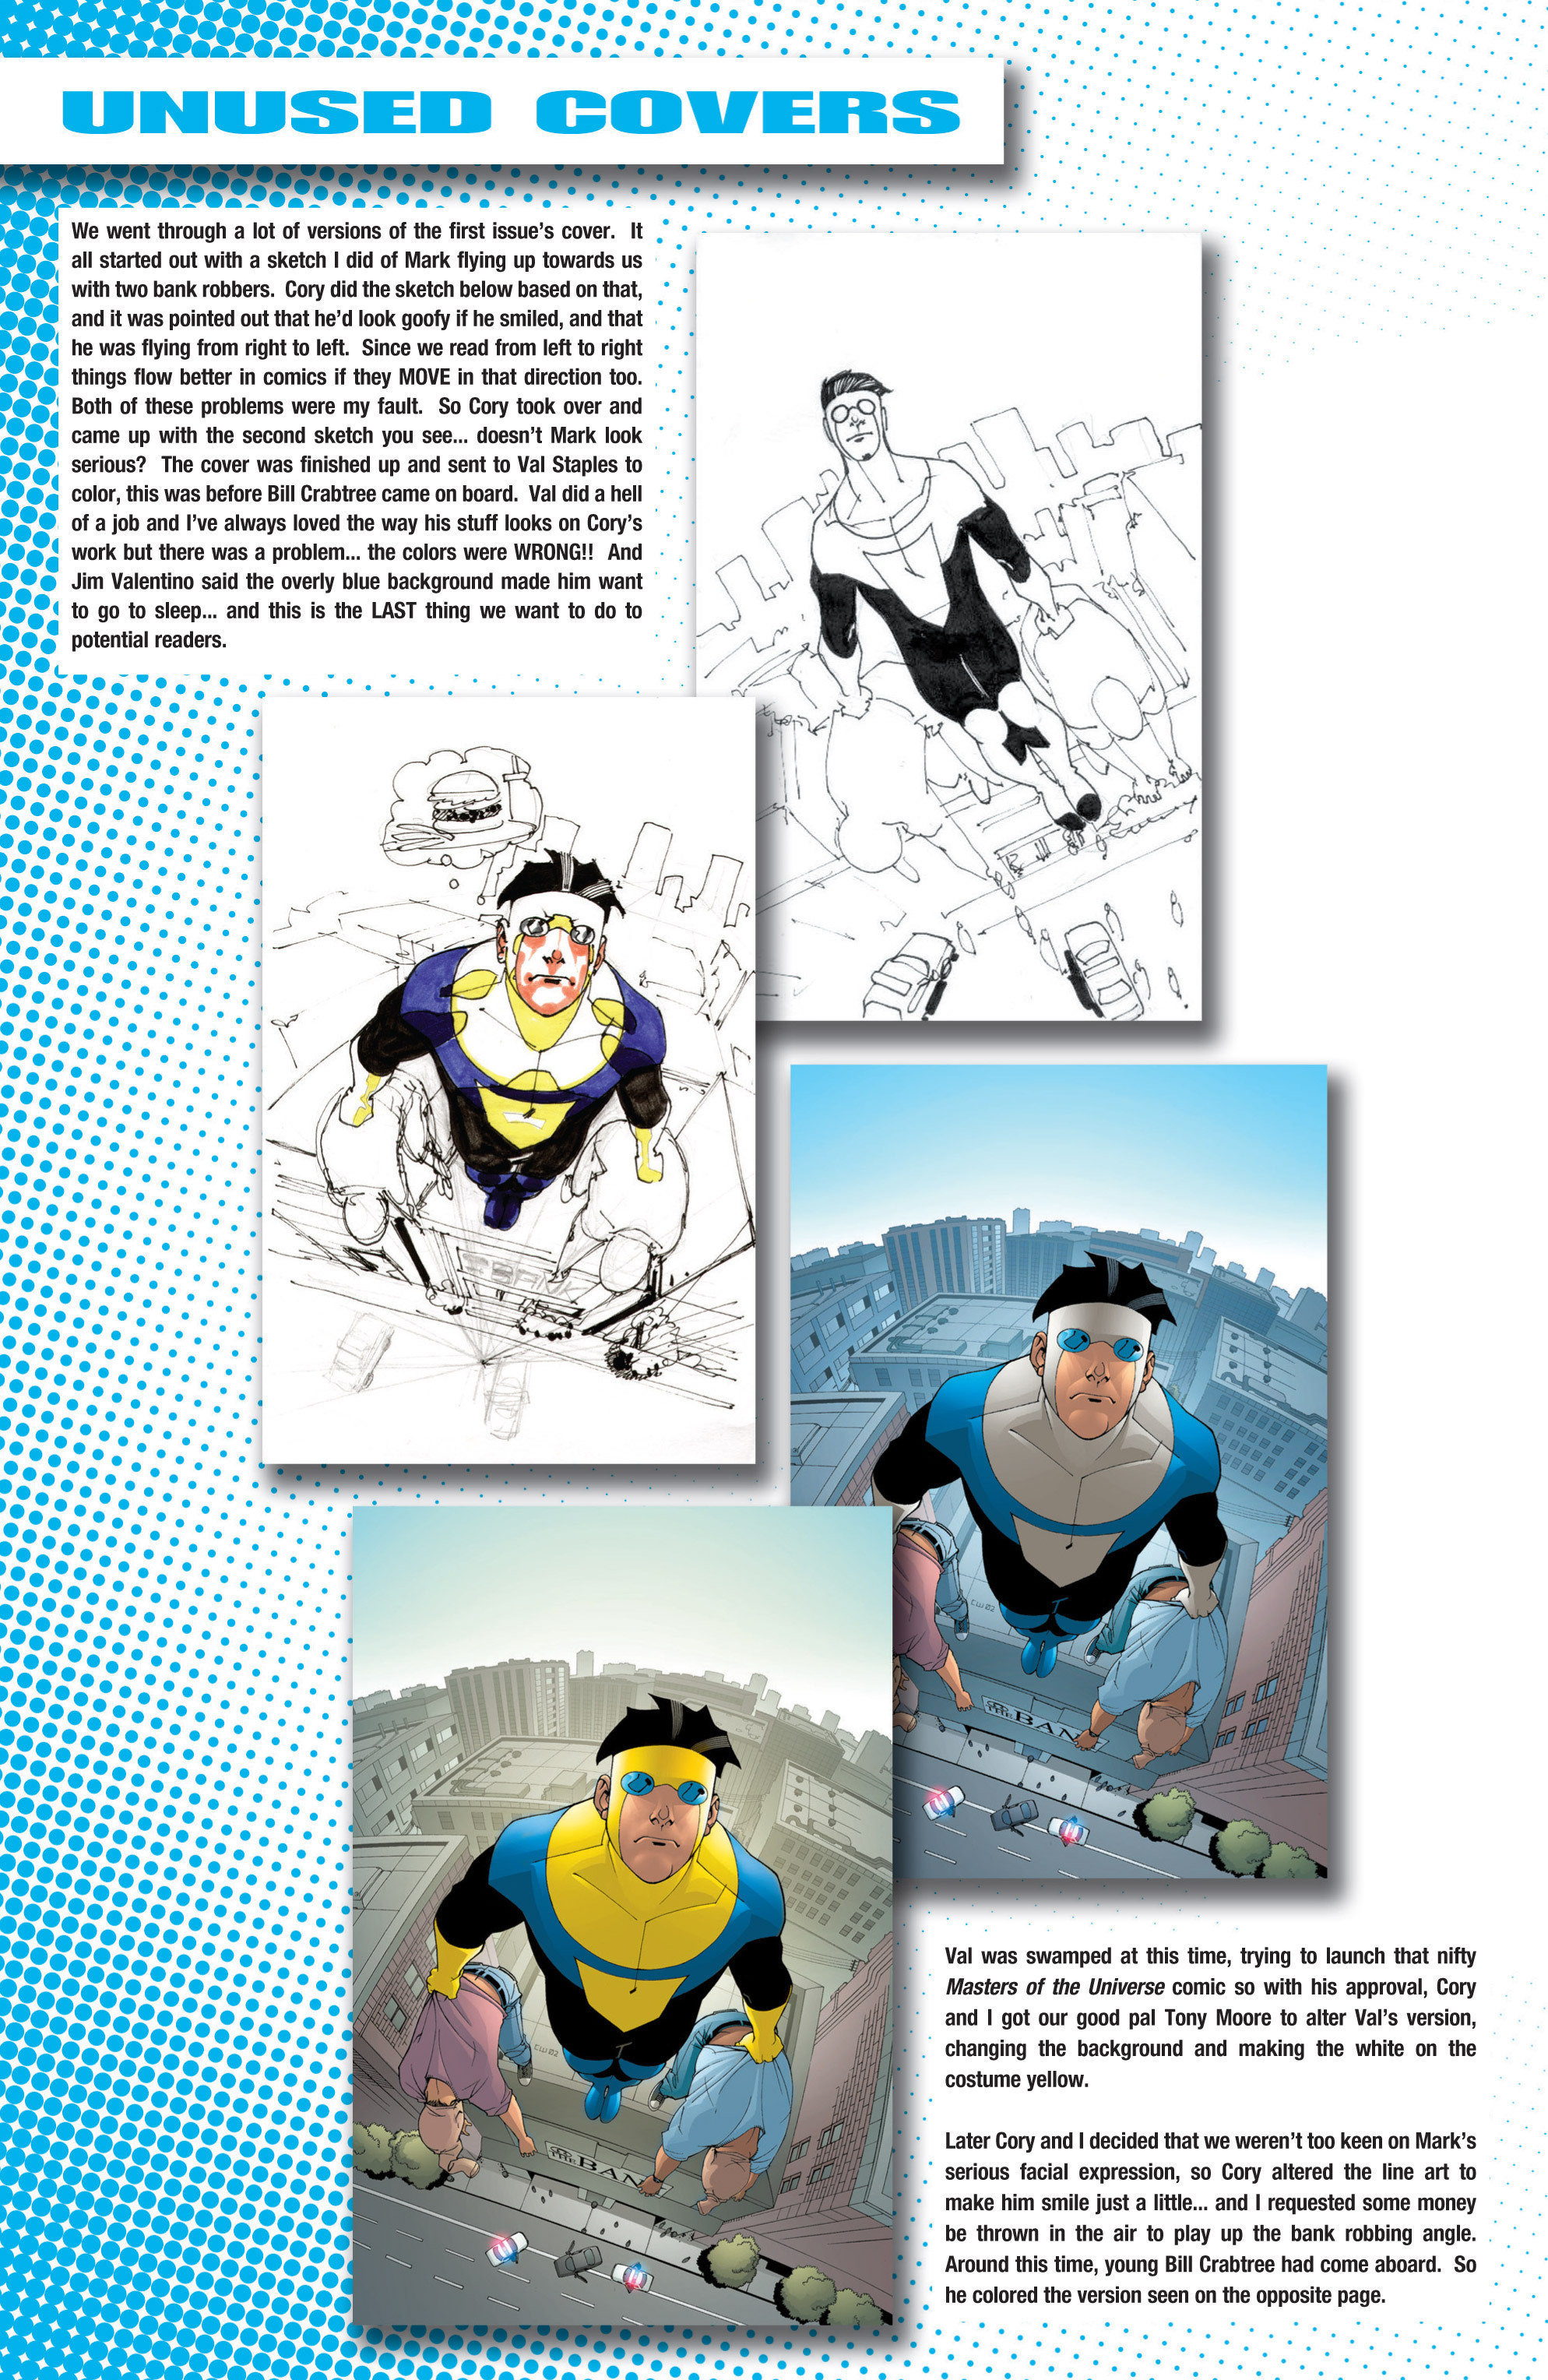 UNUSED COVERS
We went through a lot of versions of the first issue's cover. It
all started out with a sketch I did of Mark flying up towards us
with two bank robbers. Cory did the sketch below based on that,
and it was pointed out that he'd look goofy if he smiled, and that
he was flying from right to left. Since we read from left to right
things flow better in comics if they MOVE in that direction too.
Both of these problems were my fault. So Cory took over and
came up with the second sketch you see... doesn't Mark look
serious? The cover was finished up and sent to Val Staples to
color, this was before Bill Crabtree came on board. Val did a hell
of a job and I've always loved the way his stuff looks on Cory's
work but there was a problem... the colors were WRONG!! And
Jim Valentino said the overly blue background made him want
to go to sleep... and this is the LAST thing we want to do to
potential readers.
CW 02
BAN
CW 02
BAN
Val was swamped at this time, trying to launch that nifty
Masters of the Universe comic so with his approval, Cory
and I got our good pal Tony Moore to alter Val's version,
changing the background and making the white on the
costume yellow.
Later Cory and I decided that we weren't too keen on Mark's
serious facial expression, so Cory altered the line art to
make him smile just a little... and I requested some money
be thrown in the air to play up the bank robbing angle.
Around this time, young Bill Crabtree had come aboard. So
he colored the version seen on the opposite page.